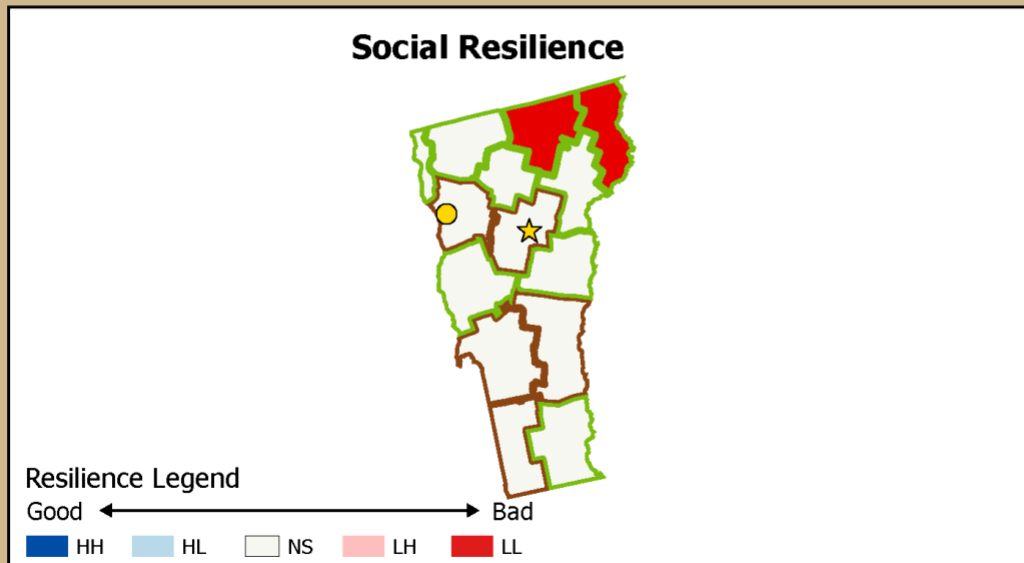 Social Resilience
Resilience Legend
Good Bad
HH HL NS LH LL